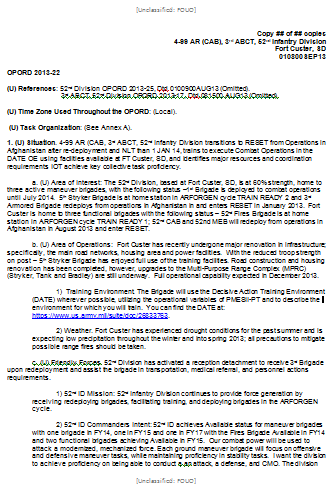 [Unclassified: FOUO]
Copy ## of ## copies
4-89 AR (CAB), 3rd ABCT, 52nd Infantry Division
Fort Custer, SD
010800SEP13
OPORD 2013-22
(U) References: 52nd Division OPORD 2013-25, Dtg.0100900AUG13 (Omitted).
3rd ABCT, 52nd Division OPORD 2013-17, Dtg.081500AUG13 (Omitted).
(U) Time Zone Used Throughout the OPORD: (Local).
(U) Task Organization: (See Annex A).
1. (U) Situation. 4-89 AR (CAB), 3rd ABCT, 52nd Infantry Division transitions to RESET from Operations in
Afghanistan after re-deployment and NLT than 1 JAN 14, trains to execute Combat Operations in the
DATE OE using facilities available at FT Custer, SD, and identifies major resources and coordination
requirements IOT achieve key collective task proficiency.
a. (U) Area of Interest: The 52nd Division, based at Fort Custer, SD, is at 60% strength, home to
three active maneuver brigades, with the following status –1st Brigade is deployed to combat operations
until July 2014. 5th Stryker Brigade is at home station in ARFORGEN cycle TRAIN READY 2 and 3rd
Armored Brigade redeploys from operations in Afghanistan and enters RESET in January 2013. Fort
Custer is home to three functional brigades with the following status – 52nd Fires Brigade is at home
station in ARFORGEN cycle TRAIN READY 1; 52nd CAB and 52nd MEB will redeploy from operations in
Afghanistan in August 2013 and enter RESET.
b. (U) Area of Operations: Fort Custer has recently undergone major renovation in infrastructure;
specifically, the main road networks, housing area and power facilities. With the reduced troop strength
on post – 5th Stryker Brigade has enjoyed full use of the training facilities. Road construction and housing
renovation has been completed, however, upgrades to the Multi-Purpose Range Complex (MPRC)
(Stryker, Tank and Bradley) are still underway. Full operational capability expected in December 2013.
1) Training Environment. The Brigade will use the Decisive Action Training Environment
(DATE) wherever possible, utilizing the operational variables of PMESII-PT and to describe the
environment for which you will train. You can find the DATE at:
https://www.us.army.mil/suite/doc/26833763.
2) Weather. Fort Custer has experienced drought conditions for the past summer and is
expecting low precipitation throughout the winter and into spring 2013; all precautions to mitigate
possible range fires should be taken.
c. (U) Friendly Forces. 52nd Division has activated a reception detachment to receive 3rd Brigade
upon redeployment and assist the brigade in transportation, medical referral, and personnel actions
requirements.
1) 52nd ID Mission: 52nd Infantry Division continues to provide force generation by
receiving redeploying brigades, facilitating training, and deploying brigades in the ARFORGEN
cycle.
2) 52nd ID Commanders Intent: 52nd ID achieves Available status for maneuver brigades
with one brigade in FY14, one in FY15 and one in FY17 with the Fires Brigade Available in FY14
and two functional brigades achieving Available in FY15. Our combat power will be used to
attack a modernized, mechanized force. Each ground maneuver brigade will focus on offensive
and defensive maneuver tasks, while maintaining proficiency in stability tasks. I want the division
to achieve proficiency on being able to conduct an attack, a defense, and CMO. The division
[Unclassified: FOUO]